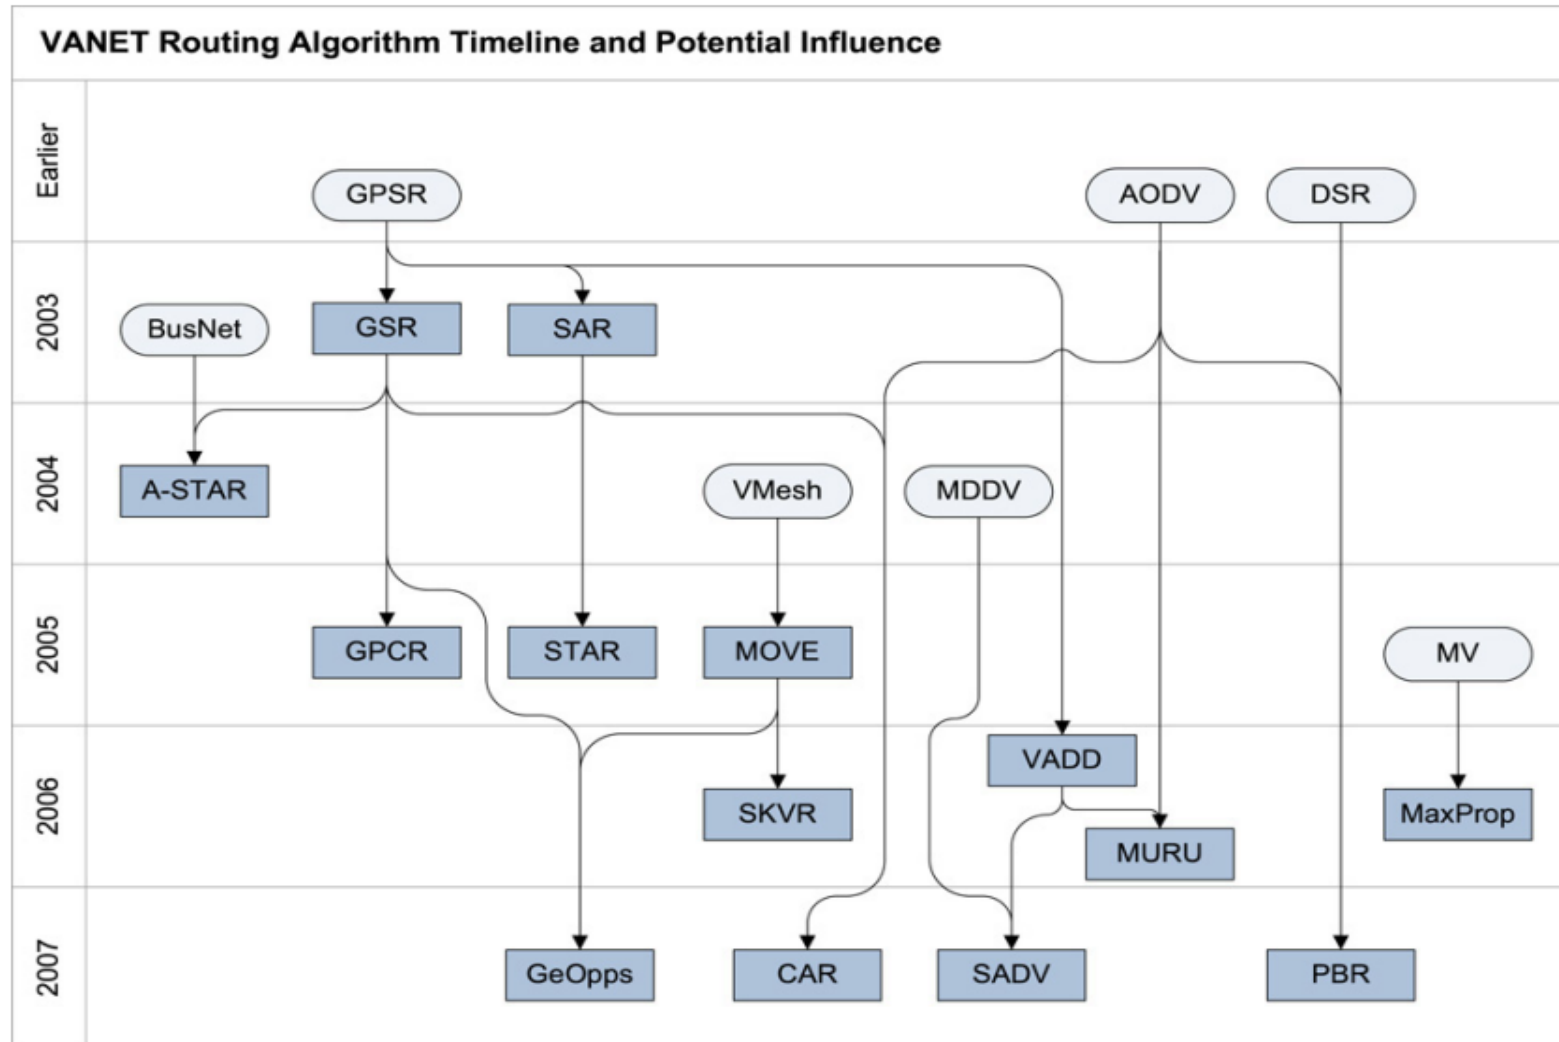 VANET Routing Algorithm Timeline and Potential Influence
Earlier
GPSR
AODV
DSR
2003
BusNet
GSR
SAR
2004
A-STAR
VMesh
MDDV
2005
GPCR
STAR
MOVE
MV
2006
VADD
SKVR
MaxProp
MURU
2007
GeOpps
CAR
SADV
PBR